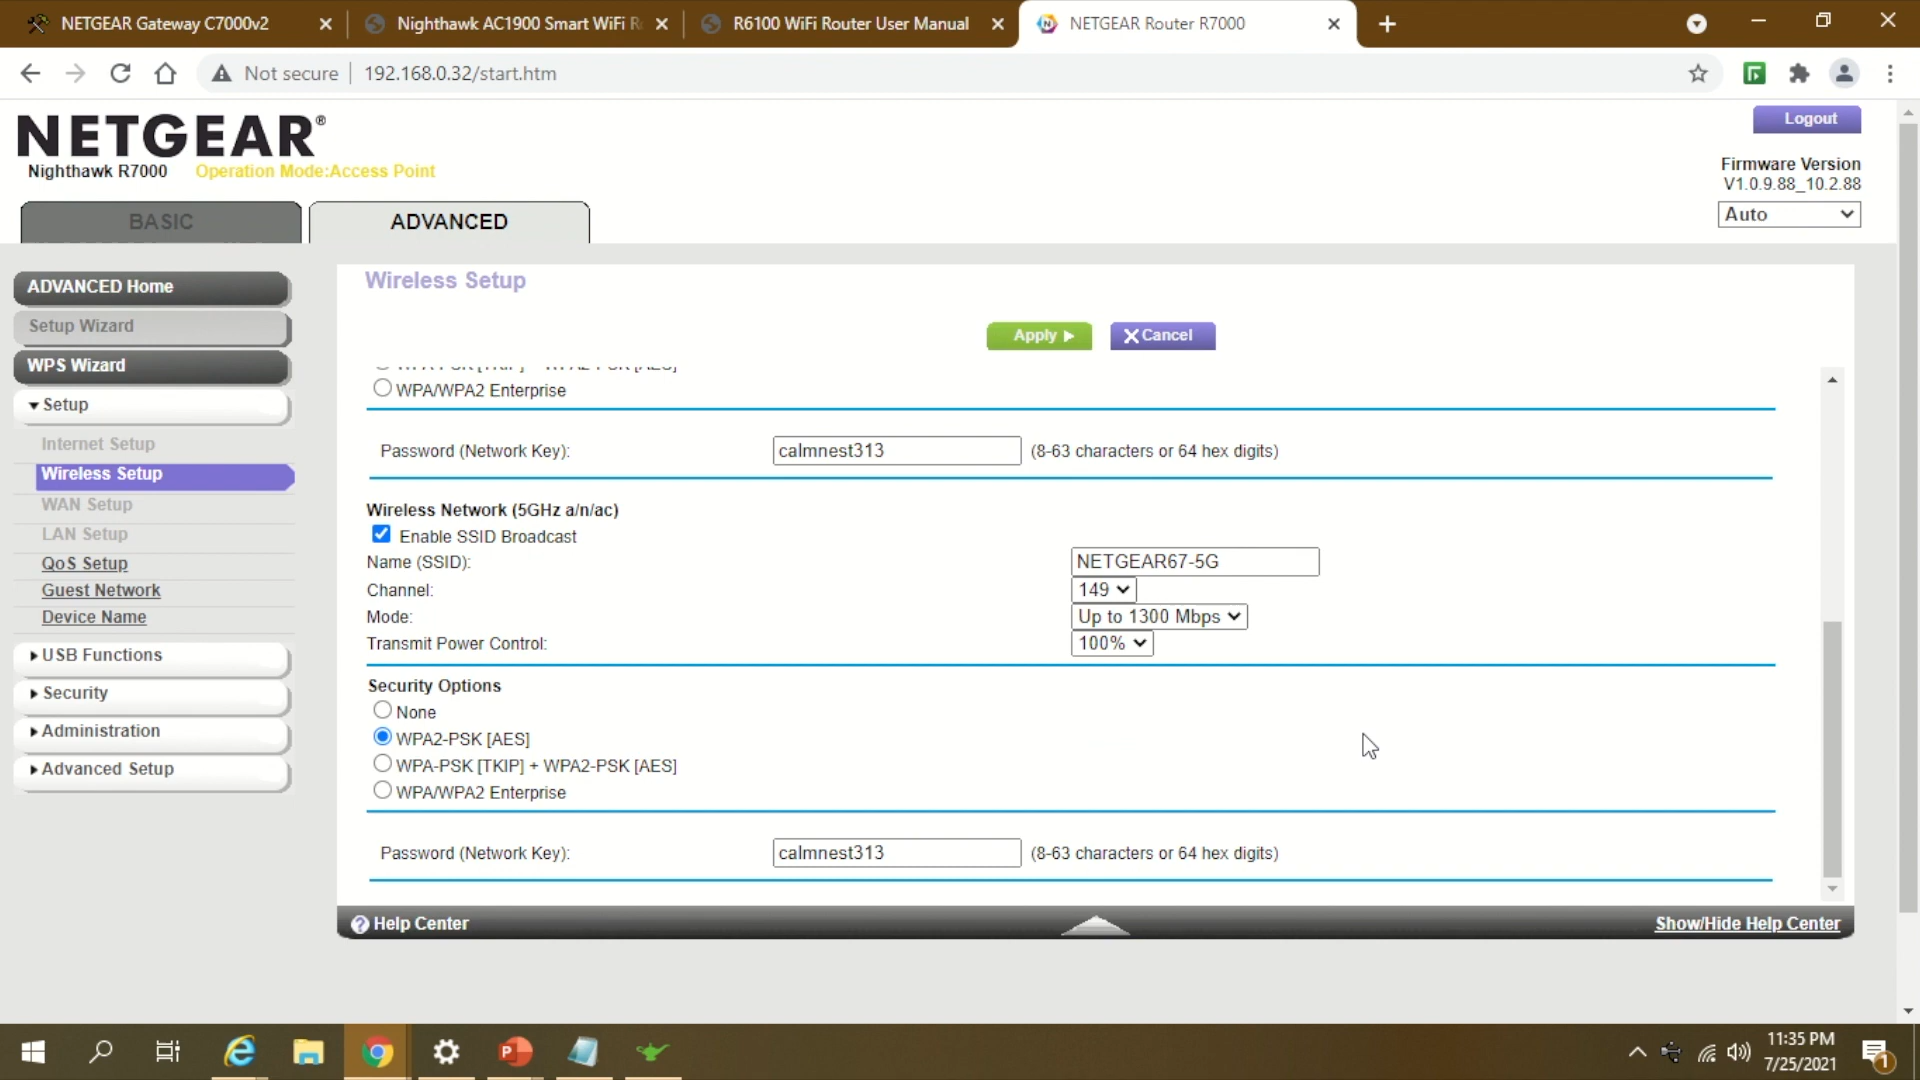 NETGEAR Gateway C7000v2
Nighthawk AC1900 Smart WiFi R
R6100 WiFi Router User Manual
NETGEAR Router R7000
Not secure
192.168.0.32/start.htm
NETGEAR®
Nighthawk R7000
Operation Mode:Access Point
Logout
Firmware Version
V1.0.9.88_10.2.88
Auto
BASIC
ADVANCED
ADVANCED Home
Setup Wizard
WPS Wizard
Setup
Internet Setup
Wireless Setup
WAN Setup
LAN Setup
QoS Setup
Guest Network
Device Name
USB Functions
Security
Administration
Advanced Setup
Wireless Setup
Apply
Cancel
WPA/WPA2 Enterprise
Password (Network Key):
calmnest313
(8-63 characters or 64 hex digits)
Wireless Network (5GHz a/n/ac)
Enable SSID Broadcast
Name (SSID):
NETGEAR67-5G
Channel:
149
Mode:
Up to 1300 Mbps
Transmit Power Control:
100%
Security Options
None
WPA2-PSK [AES]
WPA-PSK [TKIP] + WPA2-PSK [AES]
WPA/WPA2 Enterprise
Password (Network Key):
calmnest313
(8-63 characters or 64 hex digits)
Help Center
Show/Hide Help Center
11:35 PM
7/25/2021
1